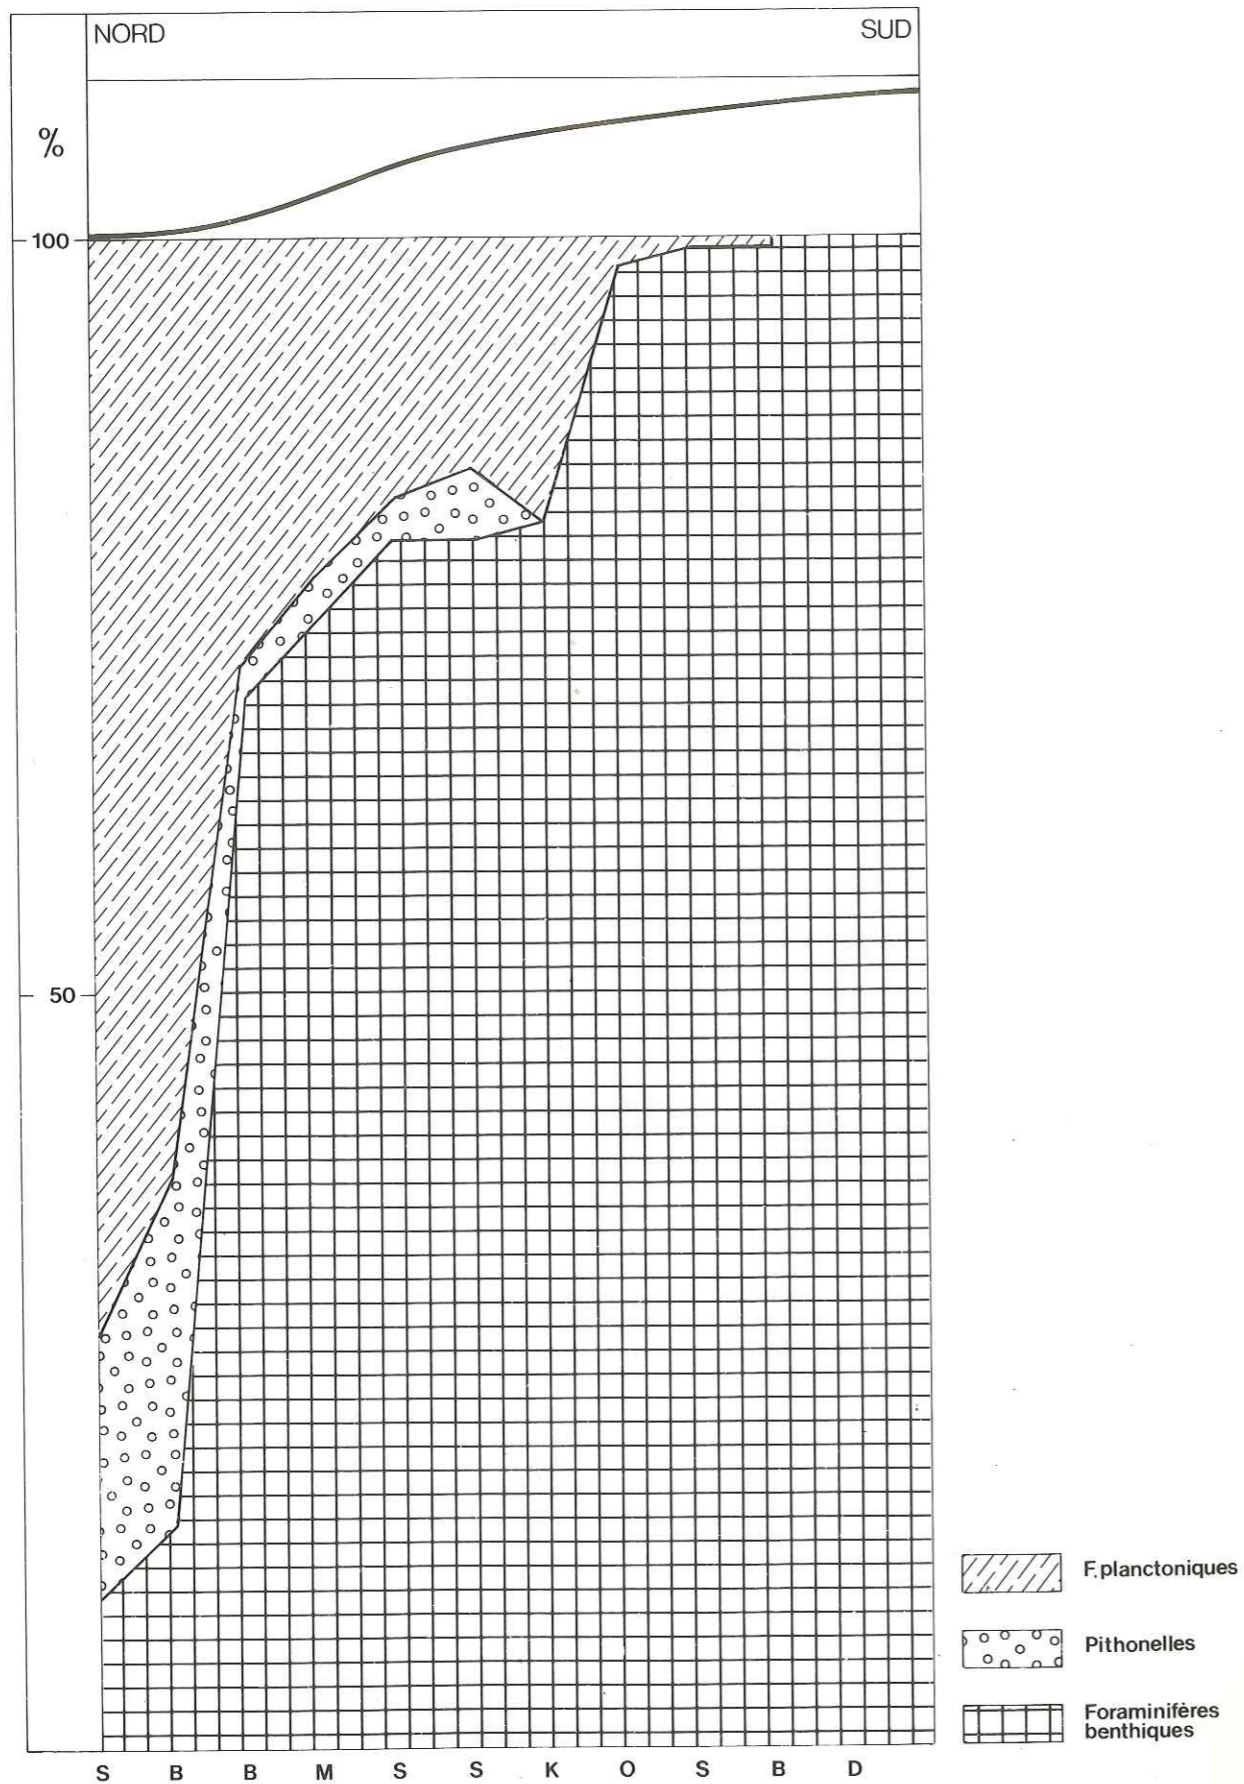 NORD SUD
%
100
50
F. planctoniques
Pithonelles
Foraminifères
benthiques
S B B M S S K O S B D